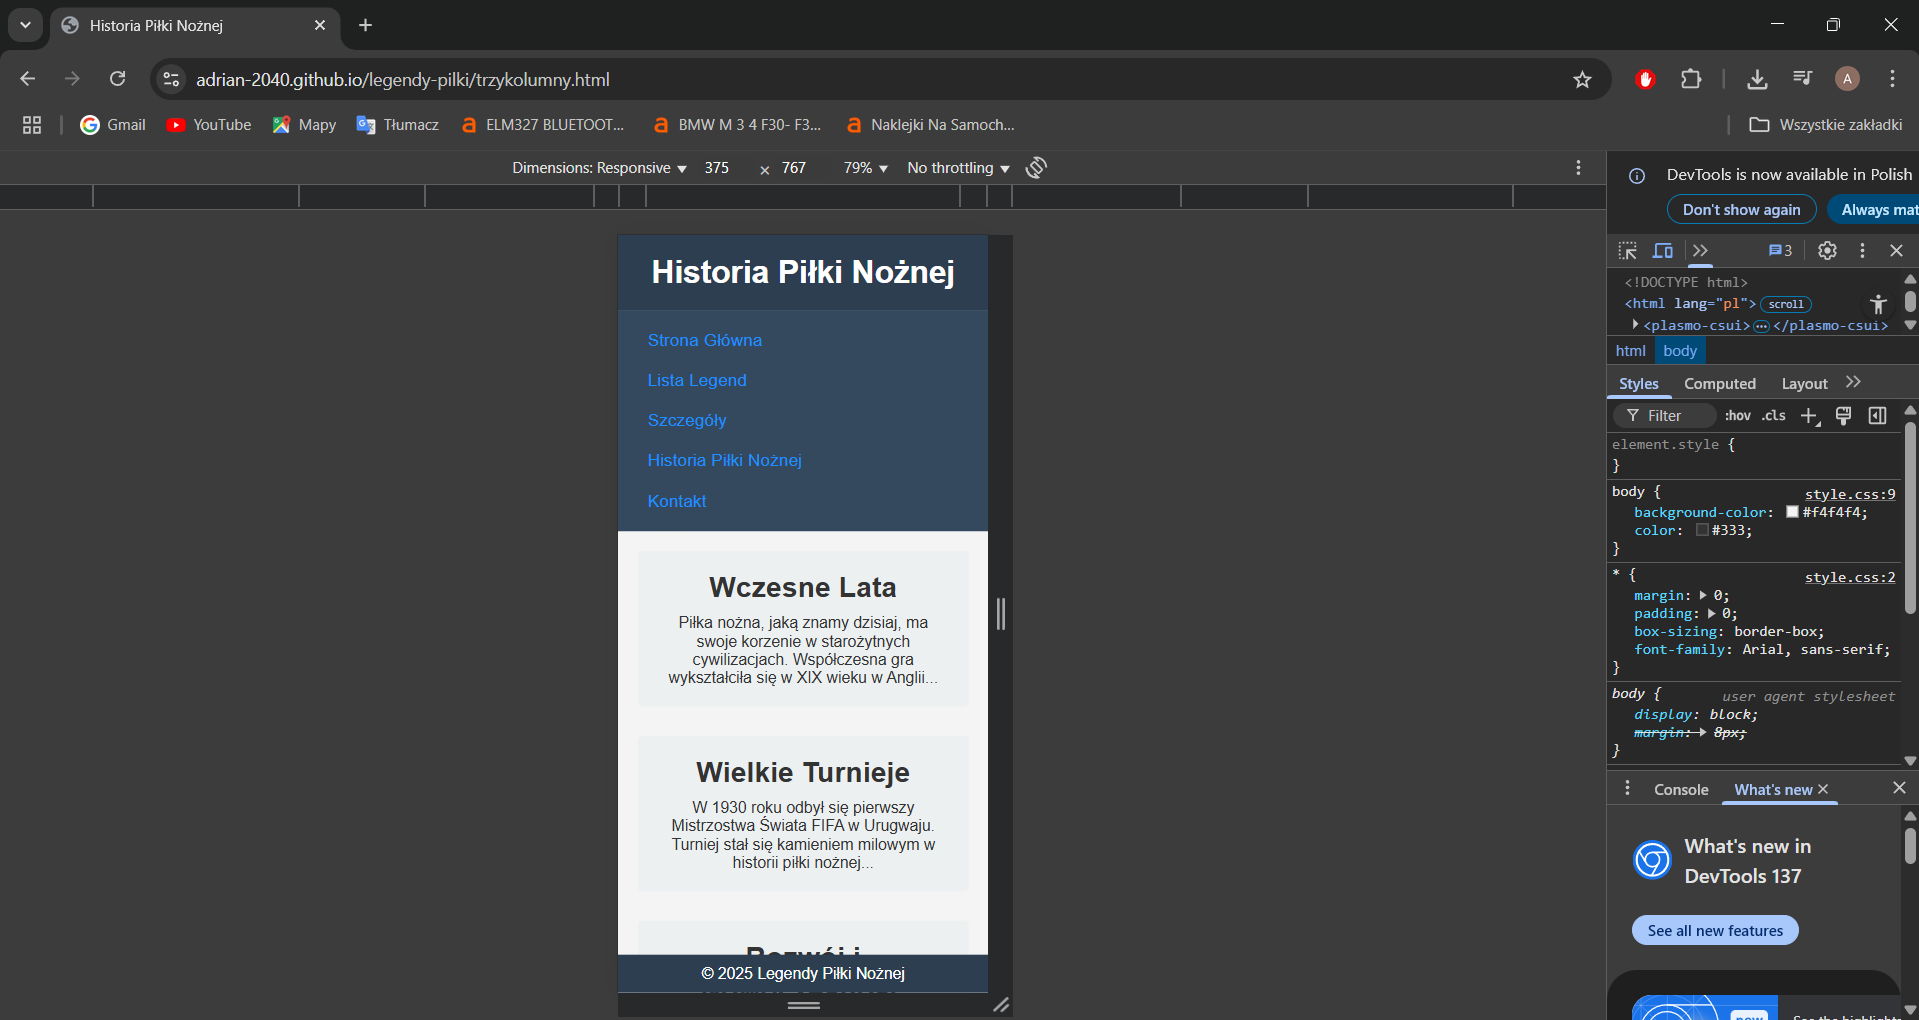 Historia Piłki Nożnej
adrian-2040.github.io/legendy-pilki/trzykolumny.html
A
Gmail
YouTube
Mapy
Tłumacz
ELM327 BLUETOOT...
BMW M 3 4 F30- F3...
Naklejki Na Samoch...
Wszystkie zakładki
Dimensions: Responsive 375 × 767 79% No throttling
Historia Piłki Nożnej
Strona Główna
Lista Legend
Szczegóły
Historia Piłki Nożnej
Kontakt
Wczesne Lata
Piłka nożna, jaką znamy dzisiaj, ma
swoje korzenie w starożytnych
cywilizacjach. Współczesna gra
wykształciła się w XIX wieku w Anglii...
Wielkie Turnieje
W 1930 roku odbył się pierwszy
Mistrzostwa Świata FIFA w Urugwaju.
Turniej stał się kamieniem milowym w
historii piłki nożnej...
Rozwój i
© 2025 Legendy Piłki Nożnej
DevTools is now available in Polish
Don't show again
Always mat
3
<!DOCTYPE html>
<html lang="pl"> scroll
<plasmo-csui> … </plasmo-csui>
html body
Styles Computed Layout
Filter :hov .cls
element.style {
}
body { style.css:9
background-color: #f4f4f4;
color: #333;
}
* { style.css:2
margin: 0;
padding: 0;
box-sizing: border-box;
font-family: Arial, sans-serif;
}
body { user agent stylesheet
display: block;
margin: 8px;
}
Console What's new
What's new in
DevTools 137
See all new features
new
See the highlights